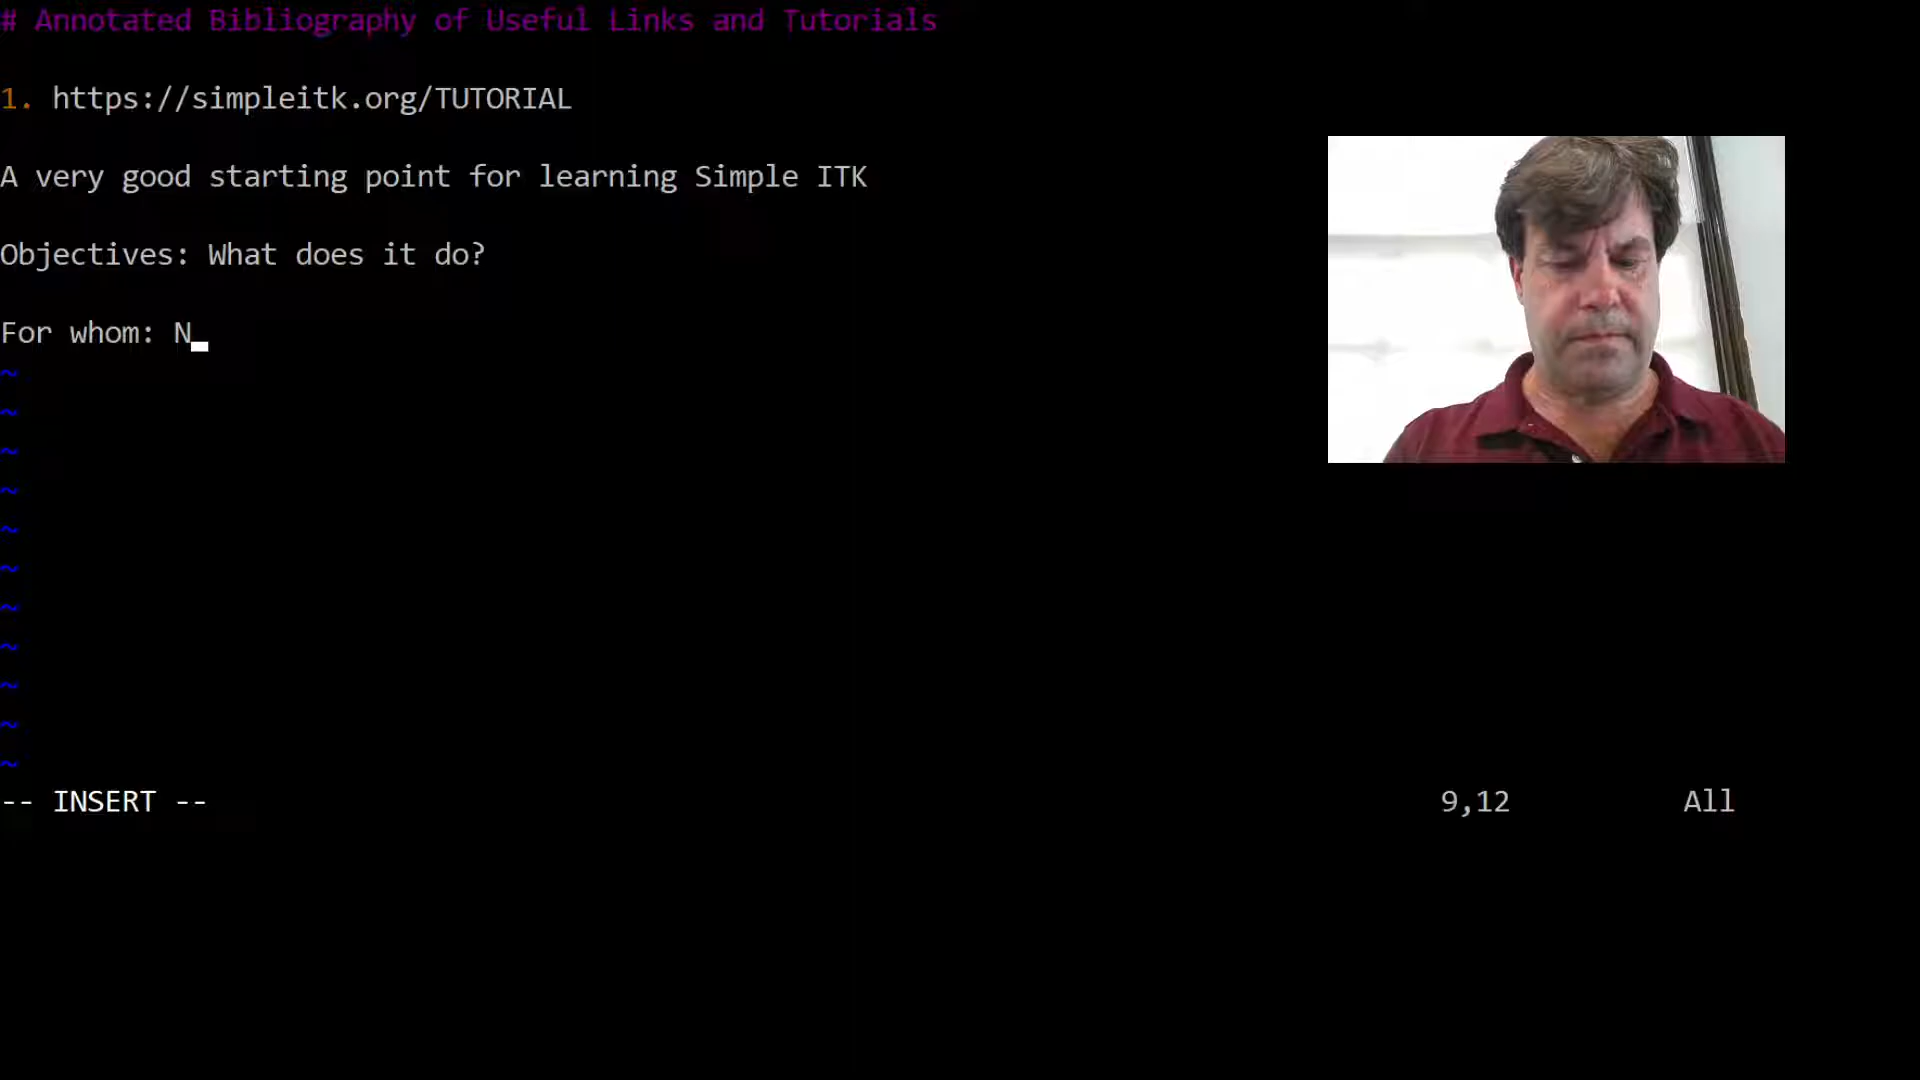 # Annotated Bibliography of Useful Links and Tutorials
1. https://simpleitk.org/TUTORIAL
A very good starting point for learning Simple ITK
Objectives: What does it do?
For whom: N
~
~
~
~
~
~
~
~
~
~
~
-- INSERT -- 9,12 All